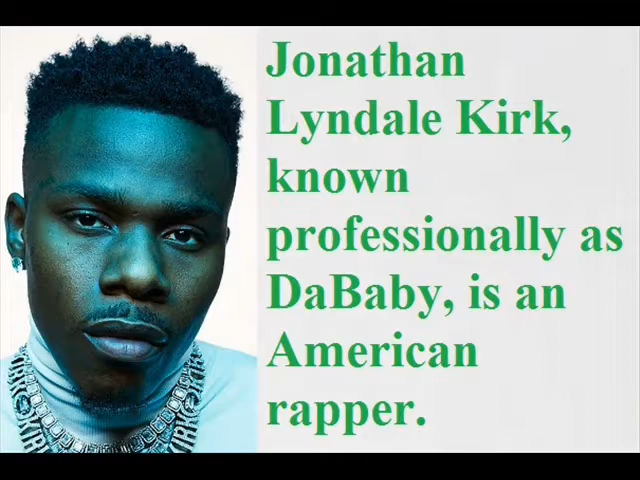 Jonathan
Lyndale Kirk,
known
professionally as
DaBaby, is an
American
rapper.